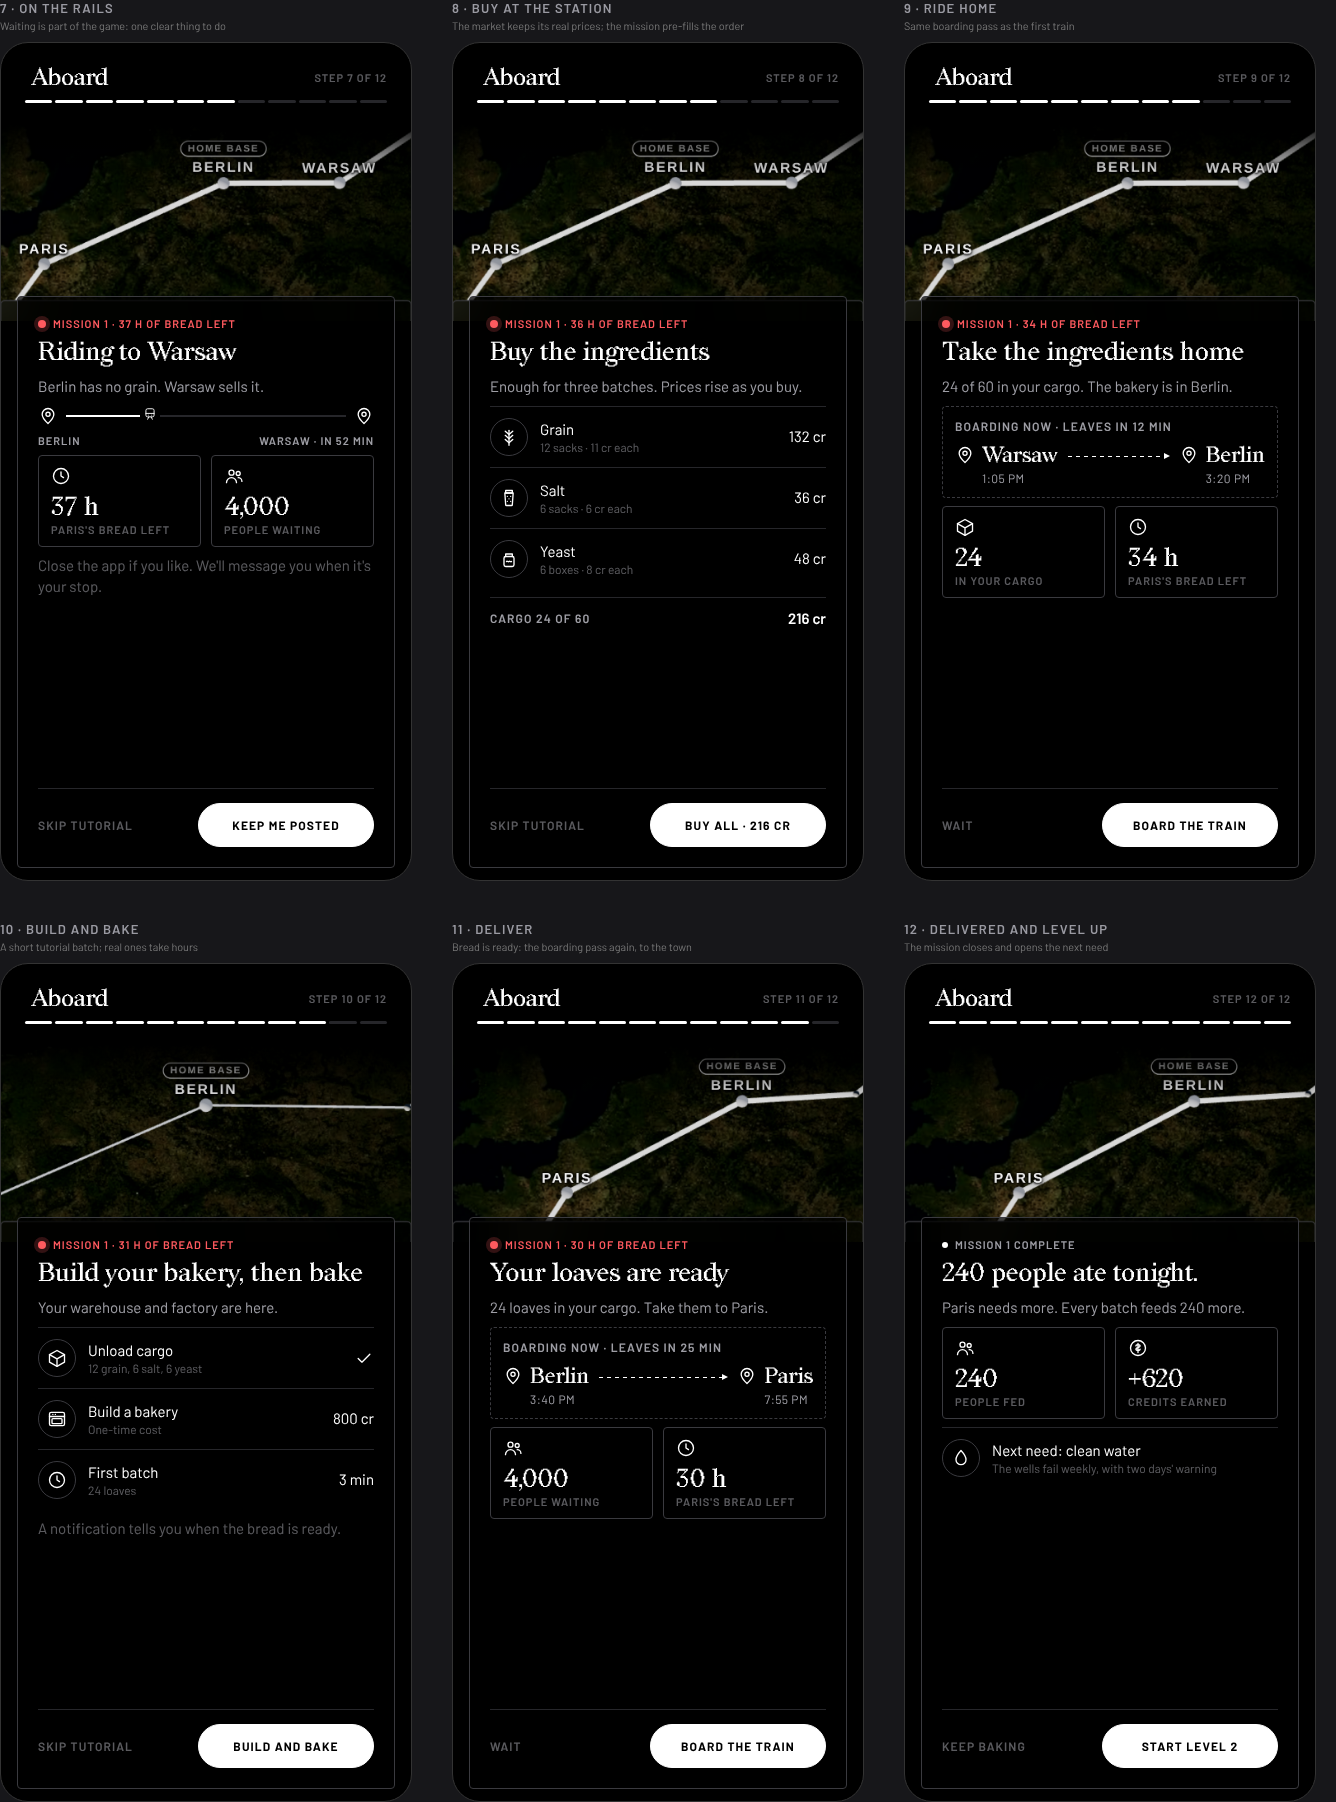 7 · ON THE RAILS
Waiting is part of the game: one clear thing to do
Aboard
STEP 7 OF 12
HOME BASE
BERLIN
WARSAW
PARIS
MISSION 1 · 37 H OF BREAD LEFT
Riding to Warsaw
Berlin has no grain. Warsaw sells it.
BERLIN
WARSAW · IN 52 MIN
37 h
PARIS'S BREAD LEFT
4,000
PEOPLE WAITING
Close the app if you like. We'll message you when it's
your stop.
SKIP TUTORIAL
KEEP ME POSTED
8 · BUY AT THE STATION
The market keeps its real prices; the mission pre-fills the order
Aboard
STEP 8 OF 12
HOME BASE
BERLIN
WARSAW
PARIS
MISSION 1 · 36 H OF BREAD LEFT
Buy the ingredients
Enough for three batches. Prices rise as you buy.
Grain
12 sacks · 11 cr each
132 cr
Salt
6 sacks · 6 cr each
36 cr
Yeast
6 boxes · 8 cr each
48 cr
CARGO 24 OF 60
216 cr
SKIP TUTORIAL
BUY ALL · 216 CR
9 · RIDE HOME
Same boarding pass as the first train
Aboard
STEP 9 OF 12
HOME BASE
BERLIN
WARSAW
PARIS
MISSION 1 · 34 H OF BREAD LEFT
Take the ingredients home
24 of 60 in your cargo. The bakery is in Berlin.
BOARDING NOW · LEAVES IN 12 MIN
Warsaw
Berlin
1:05 PM
3:20 PM
24
IN YOUR CARGO
34 h
PARIS'S BREAD LEFT
WAIT
BOARD THE TRAIN
10 · BUILD AND BAKE
A short tutorial batch; real ones take hours
Aboard
STEP 10 OF 12
HOME BASE
BERLIN
MISSION 1 · 31 H OF BREAD LEFT
Build your bakery, then bake
Your warehouse and factory are here.
Unload cargo
12 grain, 6 salt, 6 yeast
Build a bakery
One-time cost
800 cr
First batch
24 loaves
3 min
A notification tells you when the bread is ready.
SKIP TUTORIAL
BUILD AND BAKE
11 · DELIVER
Bread is ready: the boarding pass again, to the town
Aboard
STEP 11 OF 12
HOME BASE
BERLIN
PARIS
MISSION 1 · 30 H OF BREAD LEFT
Your loaves are ready
24 loaves in your cargo. Take them to Paris.
BOARDING NOW · LEAVES IN 25 MIN
Berlin
Paris
3:40 PM
7:55 PM
4,000
PEOPLE WAITING
30 h
PARIS'S BREAD LEFT
WAIT
BOARD THE TRAIN
12 · DELIVERED AND LEVEL UP
The mission closes and opens the next need
Aboard
STEP 12 OF 12
HOME BASE
BERLIN
PARIS
MISSION 1 COMPLETE
240 people ate tonight.
Paris needs more. Every batch feeds 240 more.
240
PEOPLE FED
+620
CREDITS EARNED
Next need: clean water
The wells fail weekly, with two days' warning
KEEP BAKING
START LEVEL 2